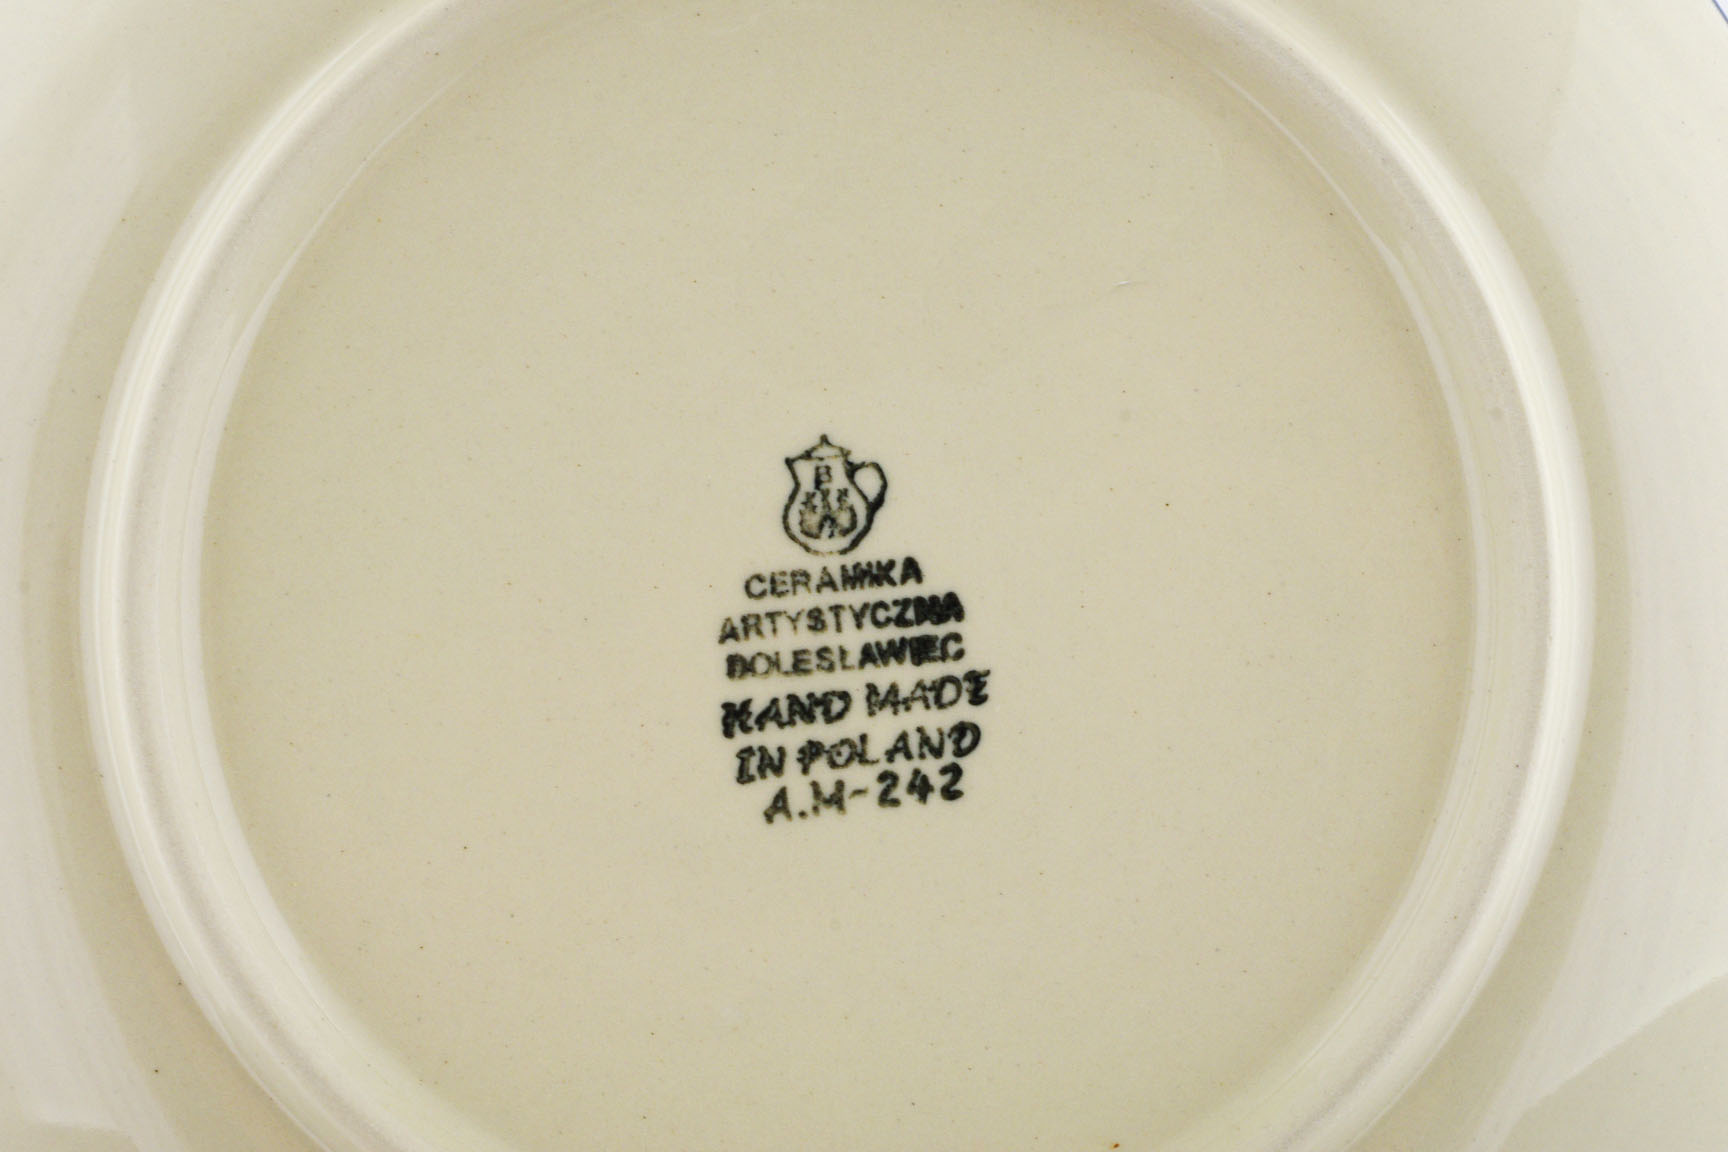 B
CERAMIKA
ARTYSTYCZNA
BOLESŁAWIEC
HAND MADE
IN POLAND
A.M-242